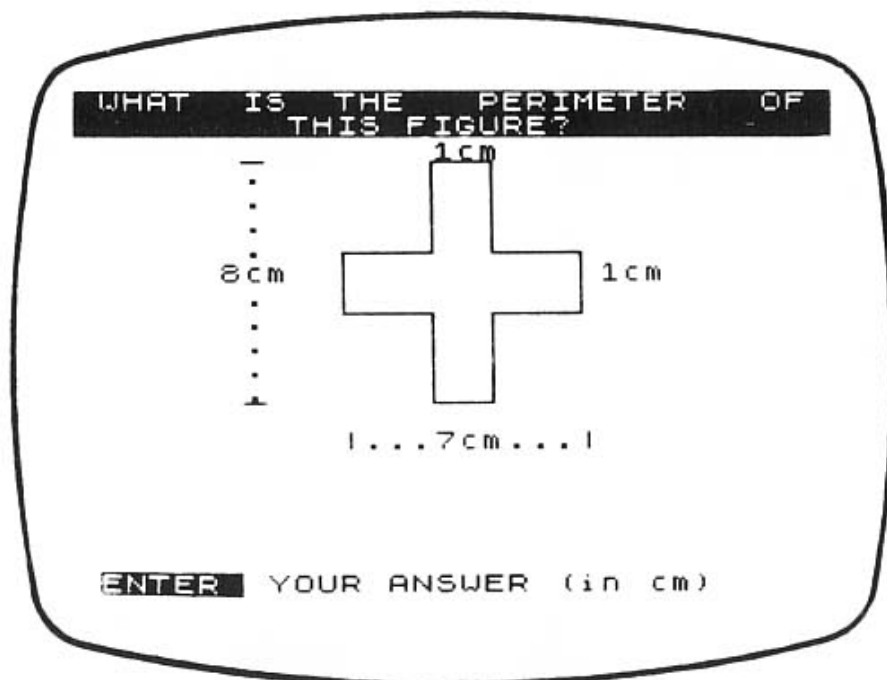 WHAT IS THE PERIMETER OF
THIS FIGURE?
1cm
8cm
1cm
|...7cm...|
ENTER YOUR ANSWER (in cm)